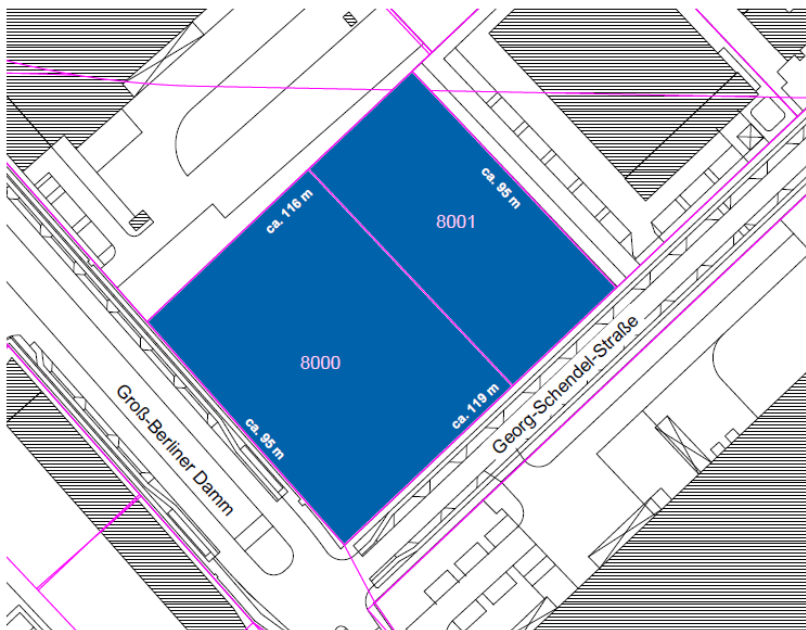 ca. 116 m
ca. 95 m
8001
8000
ca. 95 m
ca. 119 m
Groß-Berliner Damm
Georg-Schendel-Straße